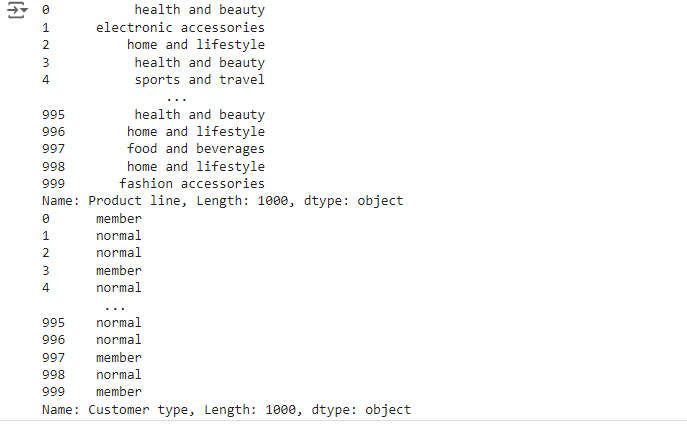 0 health and beauty
1 electronic accessories
2 home and lifestyle
3 health and beauty
4 sports and travel
...
995 health and beauty
996 home and lifestyle
997 food and beverages
998 home and lifestyle
999 fashion accessories
Name: Product line, Length: 1000, dtype: object
0 member
1 normal
2 normal
3 member
4 normal
...
995 normal
996 normal
997 member
998 normal
999 member
Name: Customer type, Length: 1000, dtype: object